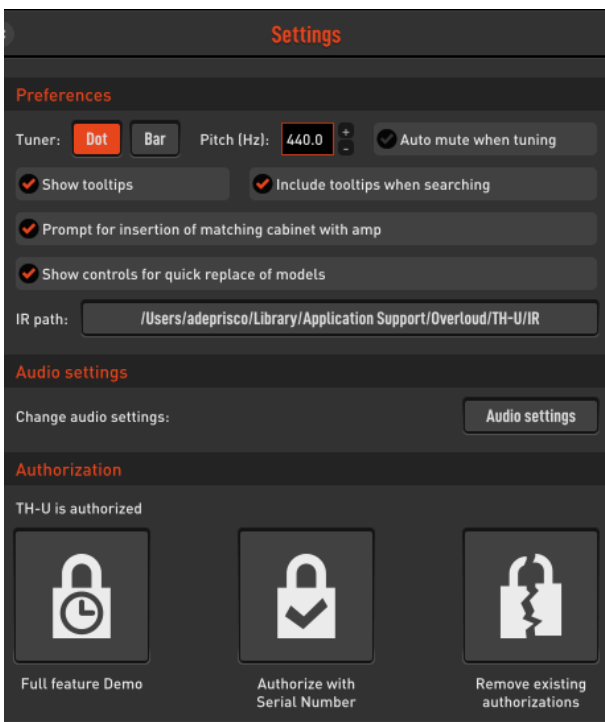 Settings
Preferences
Tuner: Dot Bar Pitch (Hz): 440.0 + - Auto mute when tuning
Show tooltips Include tooltips when searching
Prompt for insertion of matching cabinet with amp
Show controls for quick replace of models
IR path: /Users/adeprisco/Library/Application Support/Overloud/TH-U/IR
Audio settings
Change audio settings: Audio settings
Authorization
TH-U is authorized
Full feature Demo
Authorize with
Serial Number
Remove existing
authorizations